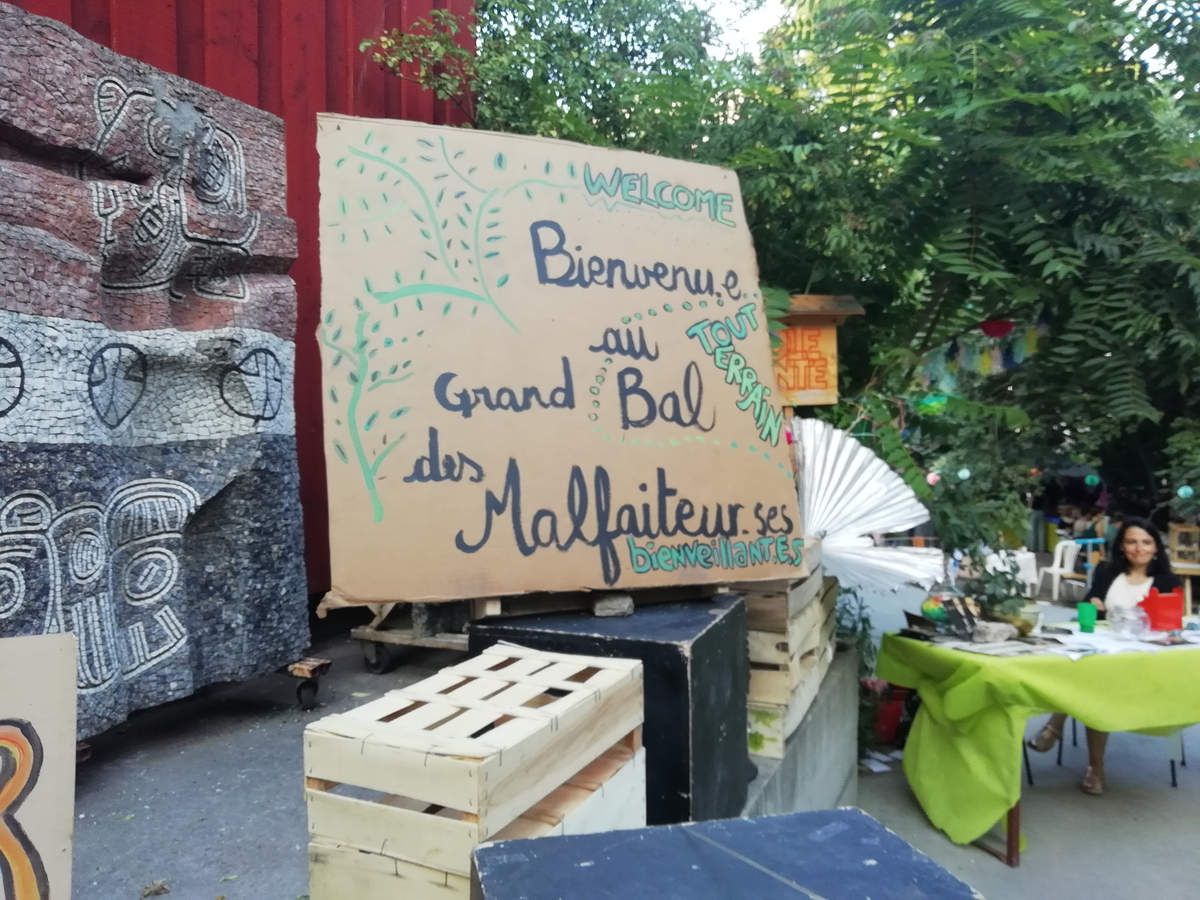 WELCOME
Bienvenu.e.
au
TOUT
TERRAIN
Grand Bal
des
Malfaiteur.ses
bienveillant.E.S